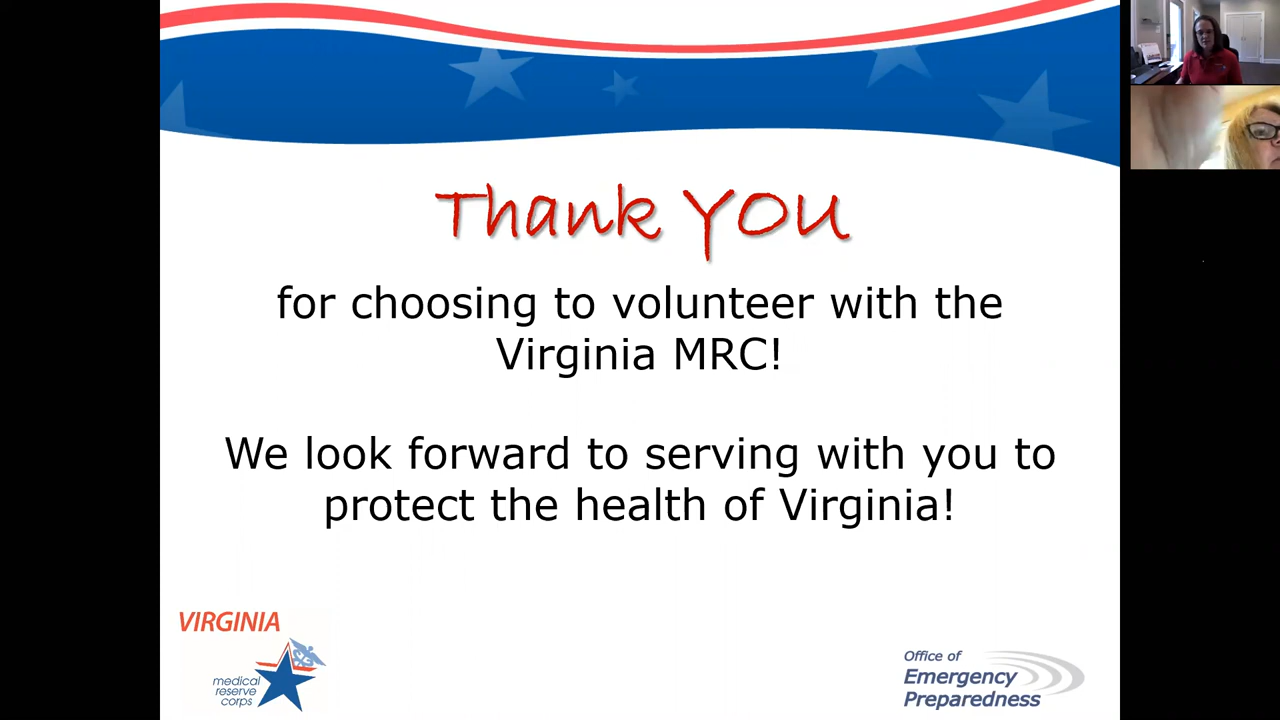 Thank YOU
for choosing to volunteer with the
Virginia MRC!
We look forward to serving with you to
protect the health of Virginia!
VIRGINIA
medical
reserve
corps
Office of
Emergency
Preparedness